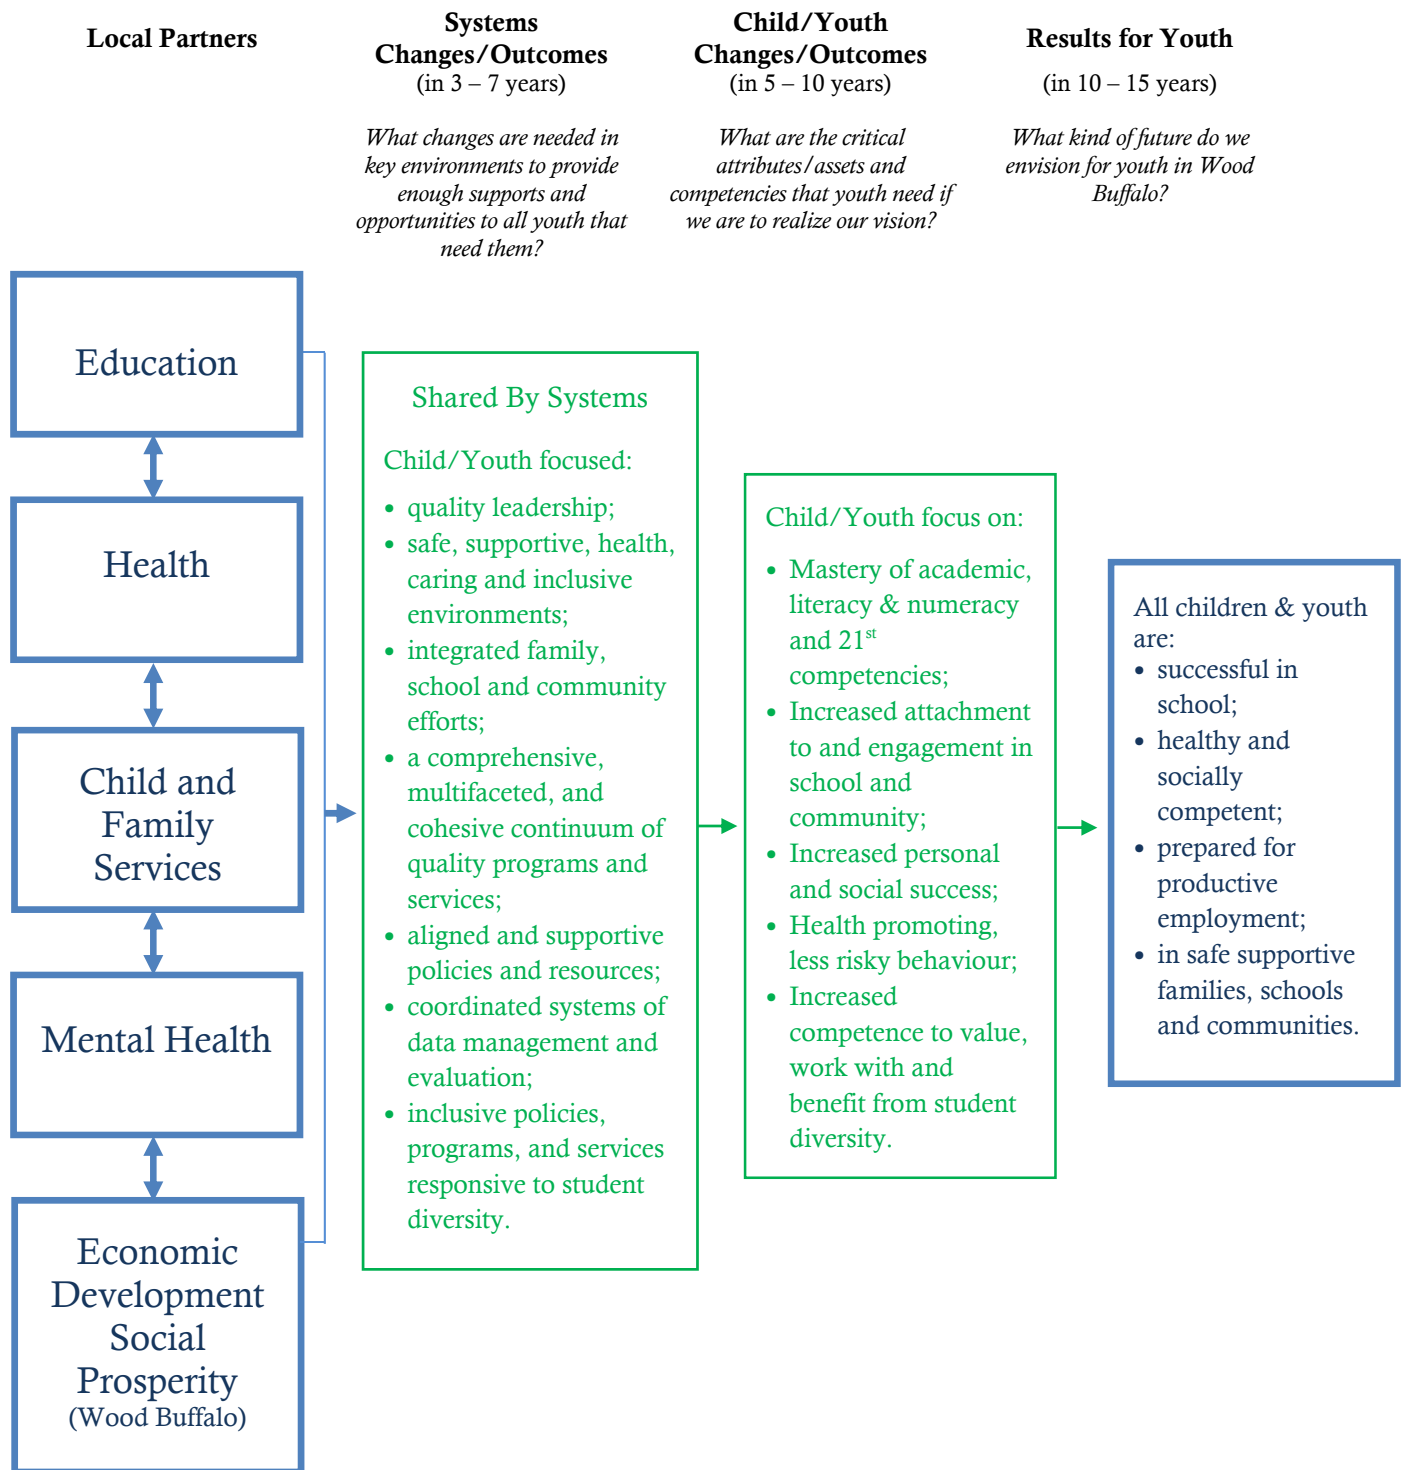 Local Partners
Systems
Changes/Outcomes
(in 3 – 7 years)
What changes are needed in
key environments to provide
enough supports and
opportunities to all youth that
need them?
Child/Youth
Changes/Outcomes
(in 5 – 10 years)
What are the critical
attributes/assets and
competencies that youth need if
we are to realize our vision?
Results for Youth
(in 10 – 15 years)
What kind of future do we
envision for youth in Wood
Buffalo?
Education
Health
Child and
Family
Services
Mental Health
Economic
Development
Social
Prosperity
(Wood Buffalo)
Shared By Systems
Child/Youth focused:
• quality leadership;
• safe, supportive, health,
caring and inclusive
environments;
• integrated family,
school and community
efforts;
• a comprehensive,
multifaceted, and
cohesive continuum of
quality programs and
services;
• aligned and supportive
policies and resources;
• coordinated systems of
data management and
evaluation;
• inclusive policies,
programs, and services
responsive to student
diversity.
Child/Youth focus on:
• Mastery of academic,
literacy & numeracy
and 21st
competencies;
• Increased attachment
to and engagement in
school and
community;
• Increased personal
and social success;
• Health promoting,
less risky behaviour;
• Increased
competence to value,
work with and
benefit from student
diversity.
All children & youth
are:
• successful in
school;
• healthy and
socially
competent;
• prepared for
productive
employment;
• in safe supportive
families, schools
and communities.